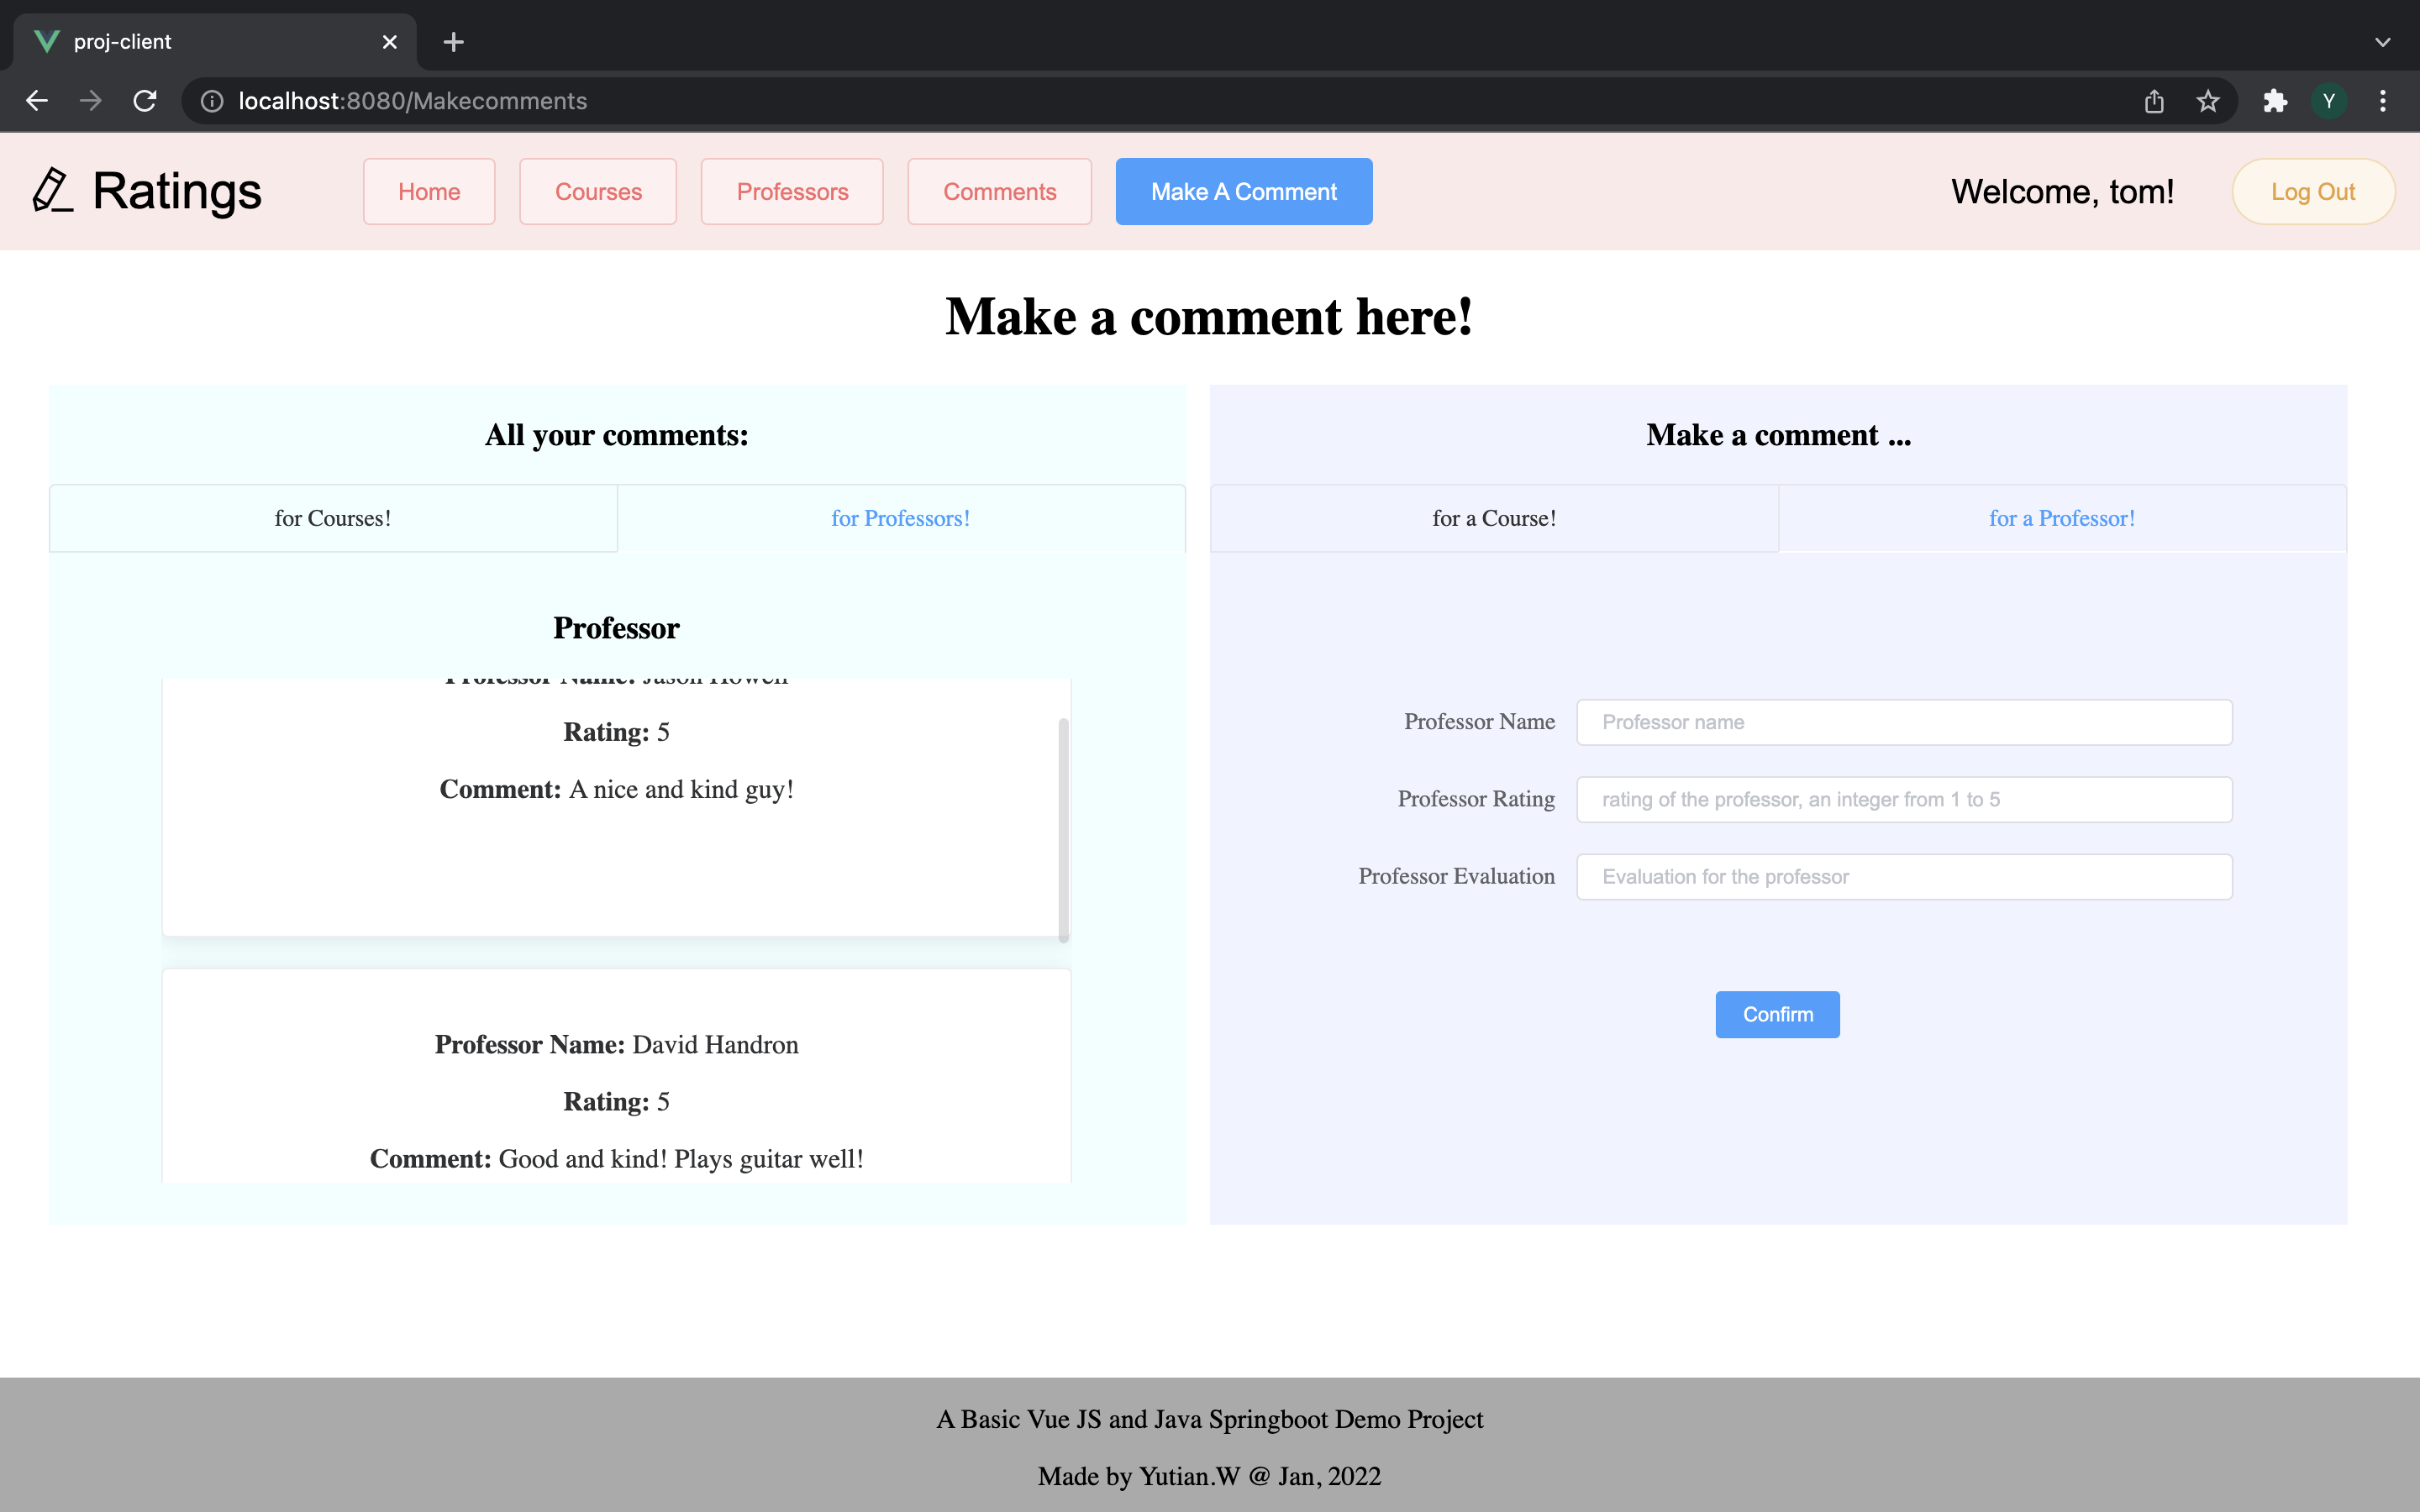 proj-client
localhost:8080/Makecomments
Y
Ratings
Home
Courses
Professors
Comments
Make A Comment
Welcome, tom!
Log Out
Make a comment here!
All your comments:
for Courses!
for Professors!
Professor
Professor Name: Jason Howell
Rating: 5
Comment: A nice and kind guy!
Professor Name: David Handron
Rating: 5
Comment: Good and kind! Plays guitar well!
Make a comment ...
for a Course!
for a Professor!
Professor Name
Professor name
Professor Rating
rating of the professor, an integer from 1 to 5
Professor Evaluation
Evaluation for the professor
Confirm
A Basic Vue JS and Java Springboot Demo Project
Made by Yutian.W @ Jan, 2022